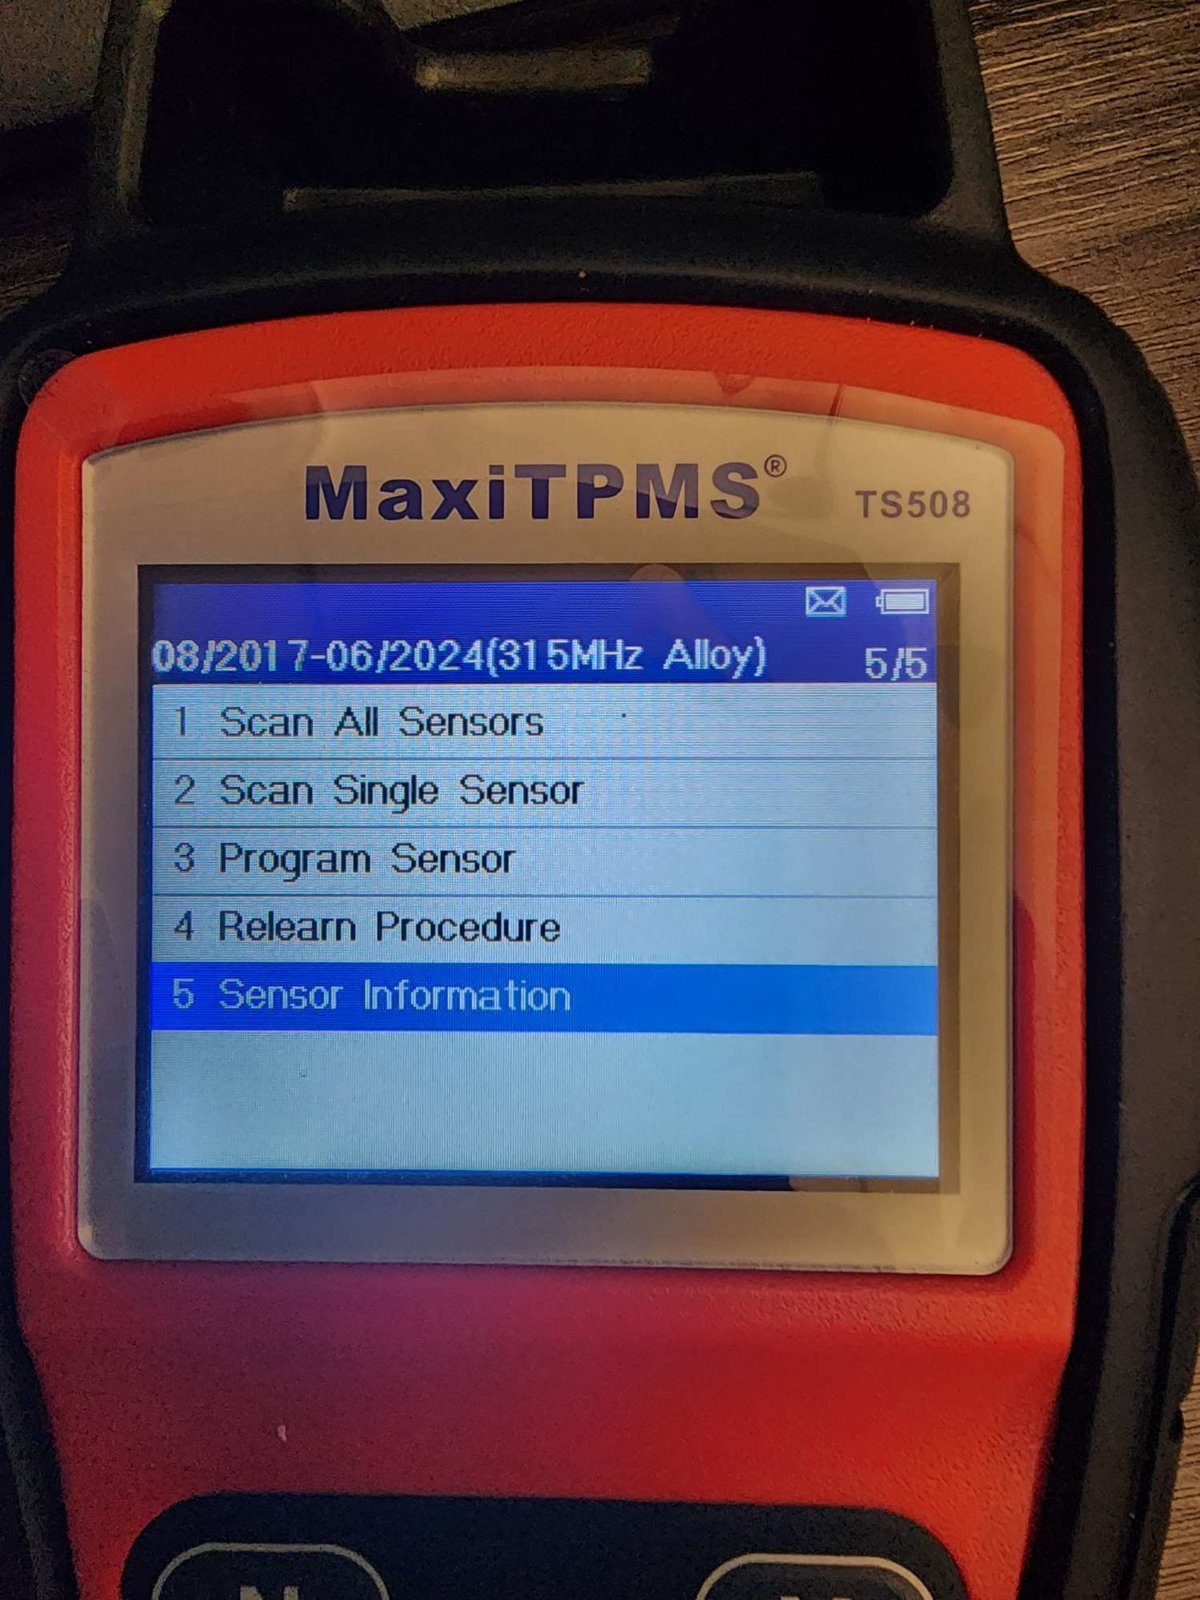 MaxiTPMS® TS508
08/2017-06/2024(315MHz Alloy) 5/5
1 Scan All Sensors
2 Scan Single Sensor
3 Program Sensor
4 Relearn Procedure
5 Sensor Information
N